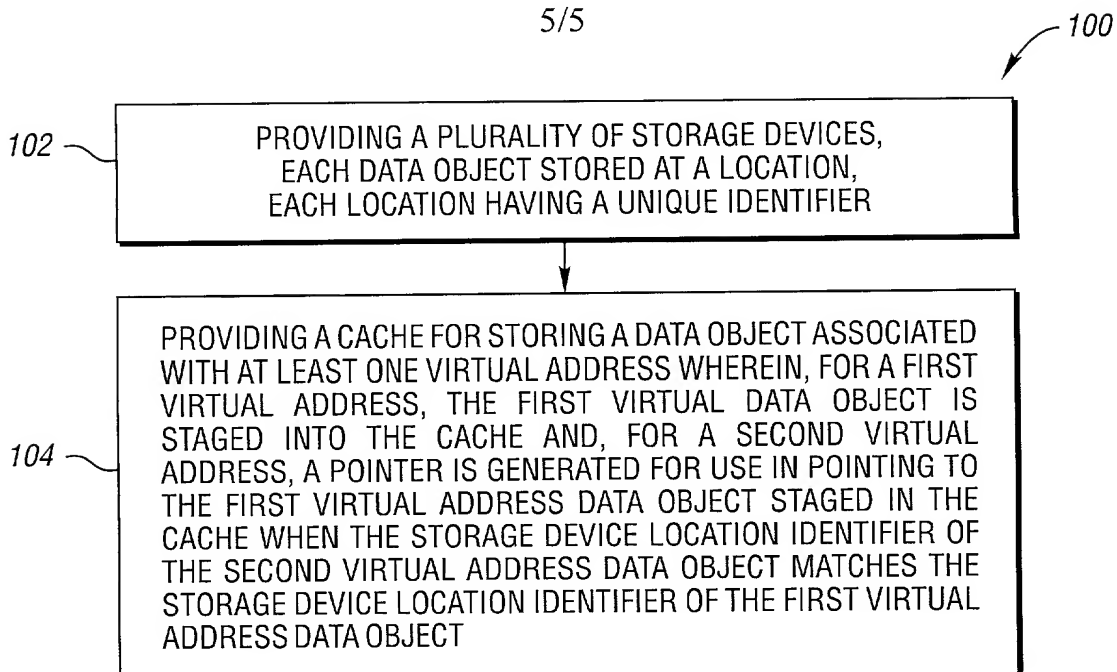 5/5
100
102
PROVIDING A PLURALITY OF STORAGE DEVICES,
EACH DATA OBJECT STORED AT A LOCATION,
EACH LOCATION HAVING A UNIQUE IDENTIFIER
104
PROVIDING A CACHE FOR STORING A DATA OBJECT ASSOCIATED
WITH AT LEAST ONE VIRTUAL ADDRESS WHEREIN, FOR A FIRST
VIRTUAL ADDRESS, THE FIRST VIRTUAL DATA OBJECT IS
STAGED INTO THE CACHE AND, FOR A SECOND VIRTUAL
ADDRESS, A POINTER IS GENERATED FOR USE IN POINTING TO
THE FIRST VIRTUAL ADDRESS DATA OBJECT STAGED IN THE
CACHE WHEN THE STORAGE DEVICE LOCATION IDENTIFIER OF
THE SECOND VIRTUAL ADDRESS DATA OBJECT MATCHES THE
STORAGE DEVICE LOCATION IDENTIFIER OF THE FIRST VIRTUAL
ADDRESS DATA OBJECT